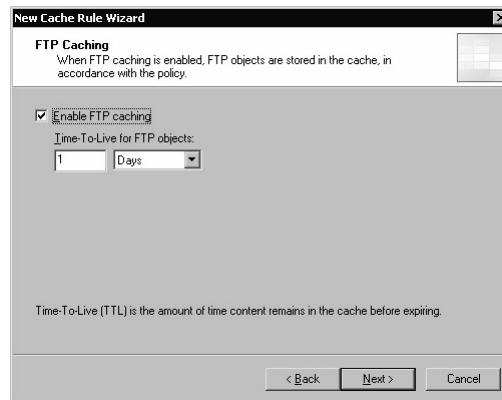 New Cache Rule Wizard
FTP Caching
When FTP caching is enabled, FTP objects are stored in the cache, in
accordance with the policy.
Enable FTP caching
Time-To-Live for FTP objects:
1
Days
Time-To-Live (TTL) is the amount of time content remains in the cache before expiring.
< Back
Next >
Cancel